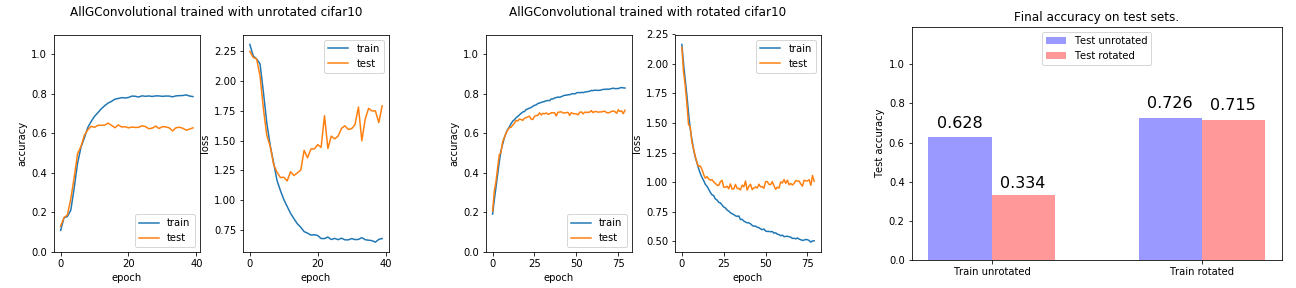 AllGConvolutional trained with unrotated cifar10
1.0
0.8
0.6
0.4
0.2
0.0
accuracy
0
20
40
epoch
train
test
2.25
2.00
1.75
1.50
1.25
1.00
0.75
loss
0
20
40
epoch
train
test
AllGConvolutional trained with rotated cifar10
1.0
0.8
0.6
0.4
0.2
0.0
accuracy
0
25
50
75
epoch
train
test
2.25
2.00
1.75
1.50
1.25
1.00
0.75
0.50
loss
0
25
50
75
epoch
train
test
Final accuracy on test sets.
Test unrotated
Test rotated
1.0
0.8
0.6
0.4
0.2
0.0
Test accuracy
0.628
0.334
0.726
0.715
Train unrotated
Train rotated